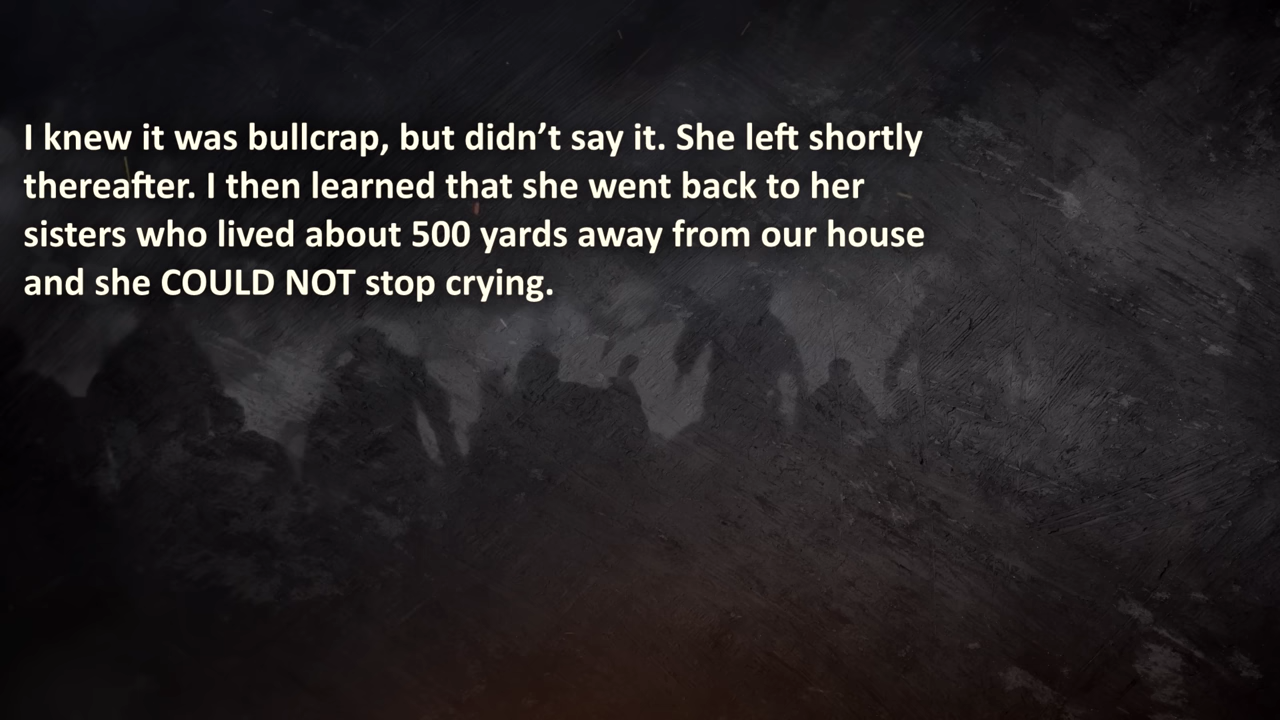 I knew it was bullcrap, but didn’t say it. She left shortly
thereafter. I then learned that she went back to her
sisters who lived about 500 yards away from our house
and she COULD NOT stop crying.